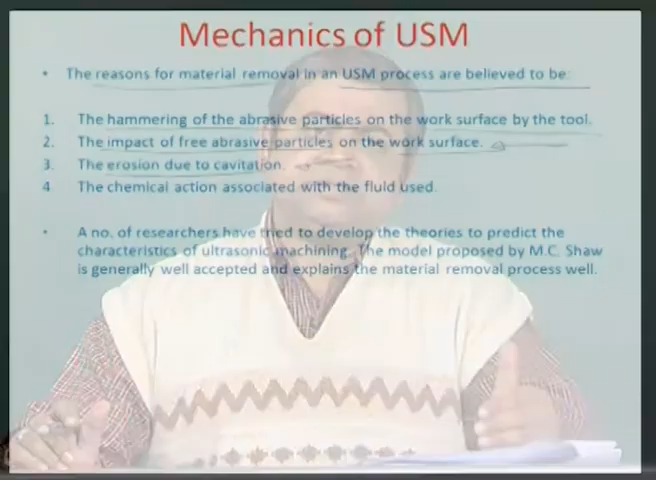 Mechanics of USM
• The reasons for material removal in an USM process are believed to be:
1. The hammering of the abrasive particles on the work surface by the tool.
2. The impact of free abrasive particles on the work surface.
3. The erosion due to cavitation.
4 The chemical action associated with the fluid used.
• A no. of researchers have tried to develop the theories to predict the
characteristics of ultrasonic machining. The model proposed by M.C. Shaw
is generally well accepted and explains the material removal process well.